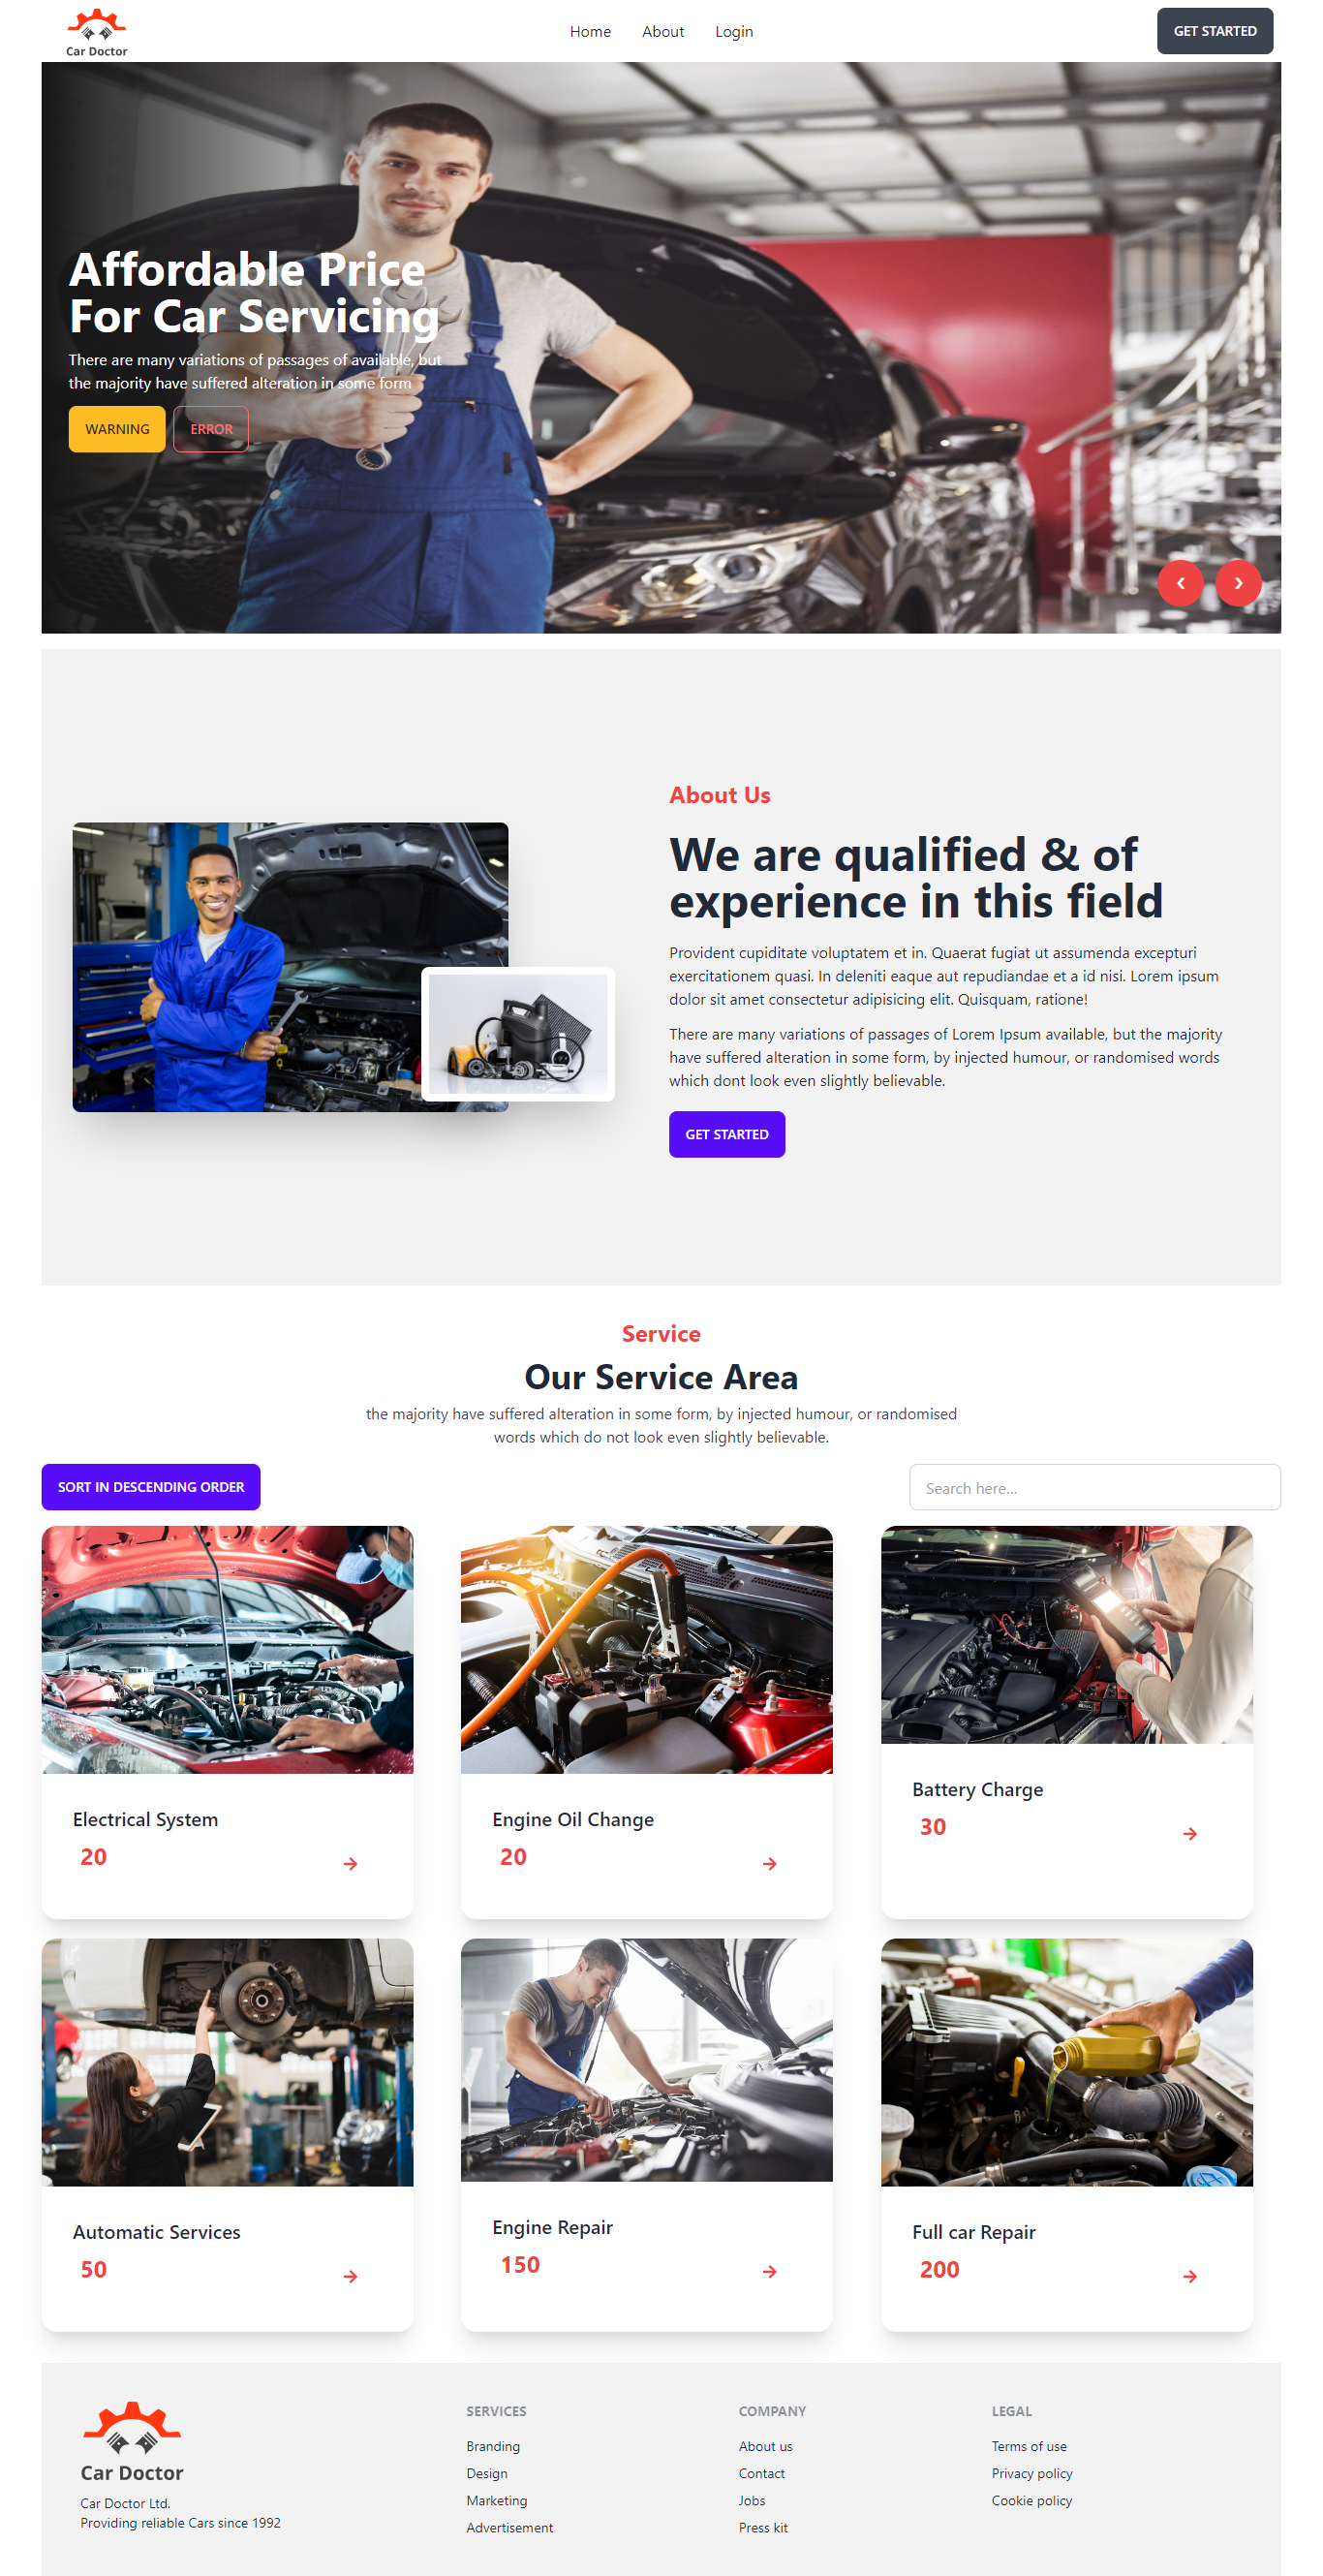 Car Doctor
Home
About
Login
GET STARTED
Affordable Price
For Car Servicing
There are many variations of passages of available, but
the majority have suffered alteration in some form
WARNING
ERROR
About Us
We are qualified & of
experience in this field
Provident cupiditate voluptatem et in. Quaerat fugiat ut assumenda excepturi
exercitationem quasi. In deleniti eaque aut repudiandae et a id nisi. Lorem ipsum
dolor sit amet consectetur adipisicing elit. Quisquam, ratione!
There are many variations of passages of Lorem Ipsum available, but the majority
have suffered alteration in some form, by injected humour, or randomised words
which dont look even slightly believable.
GET STARTED
Service
Our Service Area
the majority have suffered alteration in some form, by injected humour, or randomised
words which do not look even slightly believable.
SORT IN DESCENDING ORDER
Search here...
Electrical System
20
Engine Oil Change
20
Battery Charge
30
Automatic Services
50
Engine Repair
150
Full car Repair
200
Car Doctor
Car Doctor Ltd.
Providing reliable Cars since 1992
SERVICES
Branding
Design
Marketing
Advertisement
COMPANY
About us
Contact
Jobs
Press kit
LEGAL
Terms of use
Privacy policy
Cookie policy